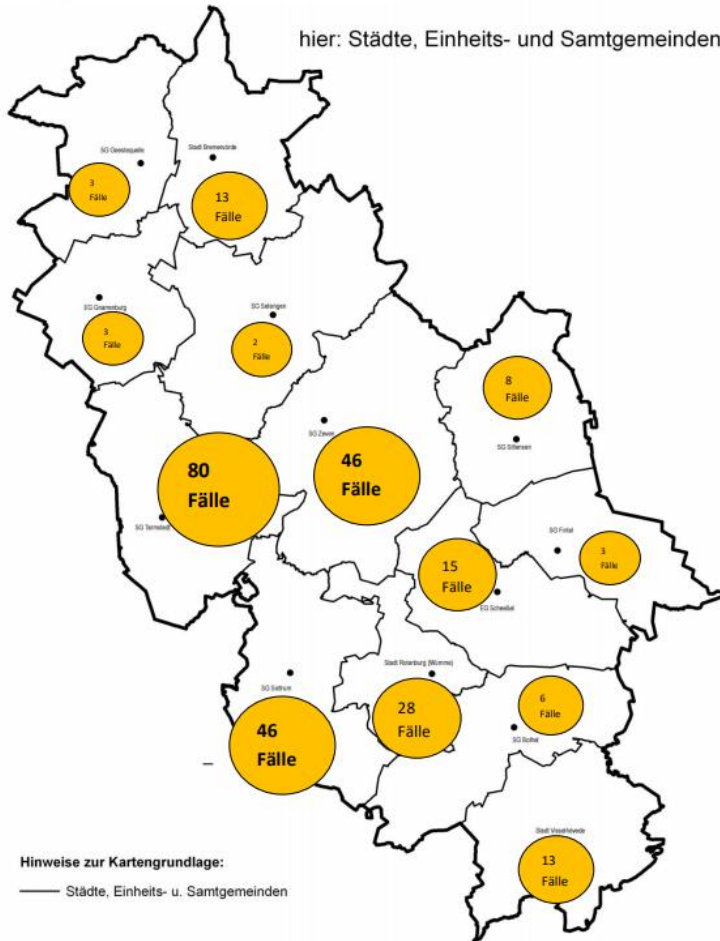 hier: Städte, Einheits- und Samtgemeinden
SG Geestequelle
Stadt Bremervörde
3
Fälle
13
Fälle
SG Gnarrenburg
SG Selsingen
3
Fälle
2
Fälle
8
Fälle
SG Zeven
SG Sittensen
80
Fälle
46
Fälle
SG Tarmstedt
SG Fintel
3
Fälle
15
Fälle
EG Scheeßel
Stadt Rotenburg (Wümme)
SG Sottrum
6
Fälle
28
Fälle
46
Fälle
SG Bothel
Stadt Visselhövede
13
Fälle
Hinweise zur Kartengrundlage:
Städte, Einheits- u. Samtgemeinden